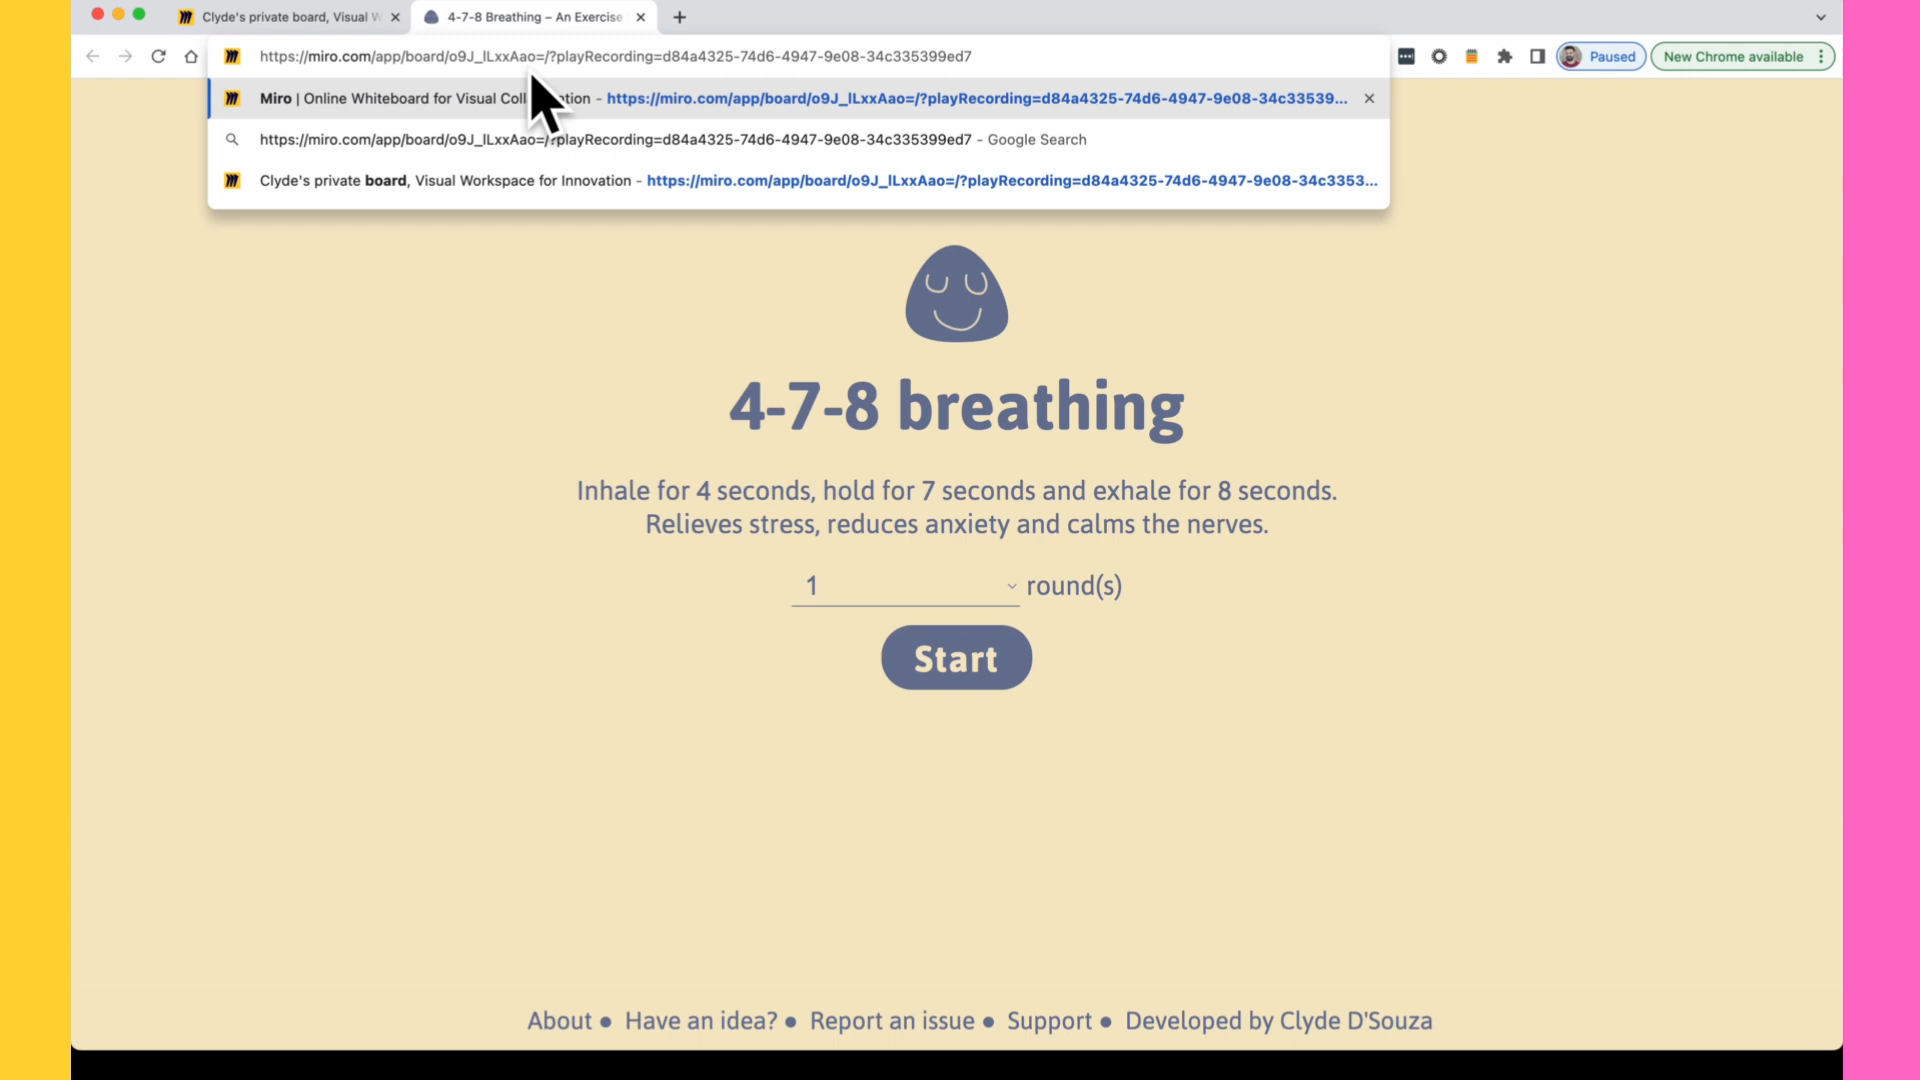 Clyde's private board, Visual W
4-7-8 Breathing – An Exercise
https://miro.com/app/board/o9J_lLxxAao=/?playRecording=d84a4325-74d6-4947-9e08-34c335399ed7
Paused
New Chrome available
Miro | Online Whiteboard for Visual Coll tion - https://miro.com/app/board/o9J_lLxxAao=/?playRecording=d84a4325-74d6-4947-9e08-34c33539...
https://miro.com/app/board/o9J_lLxxAao=/?playRecording=d84a4325-74d6-4947-9e08-34c335399ed7 - Google Search
Clyde's private board, Visual Workspace for Innovation - https://miro.com/app/board/o9J_lLxxAao=/?playRecording=d84a4325-74d6-4947-9e08-34c3353...
4-7-8 breathing
Inhale for 4 seconds, hold for 7 seconds and exhale for 8 seconds.
Relieves stress, reduces anxiety and calms the nerves.
1 round(s)
Start
About • Have an idea? • Report an issue • Support • Developed by Clyde D'Souza